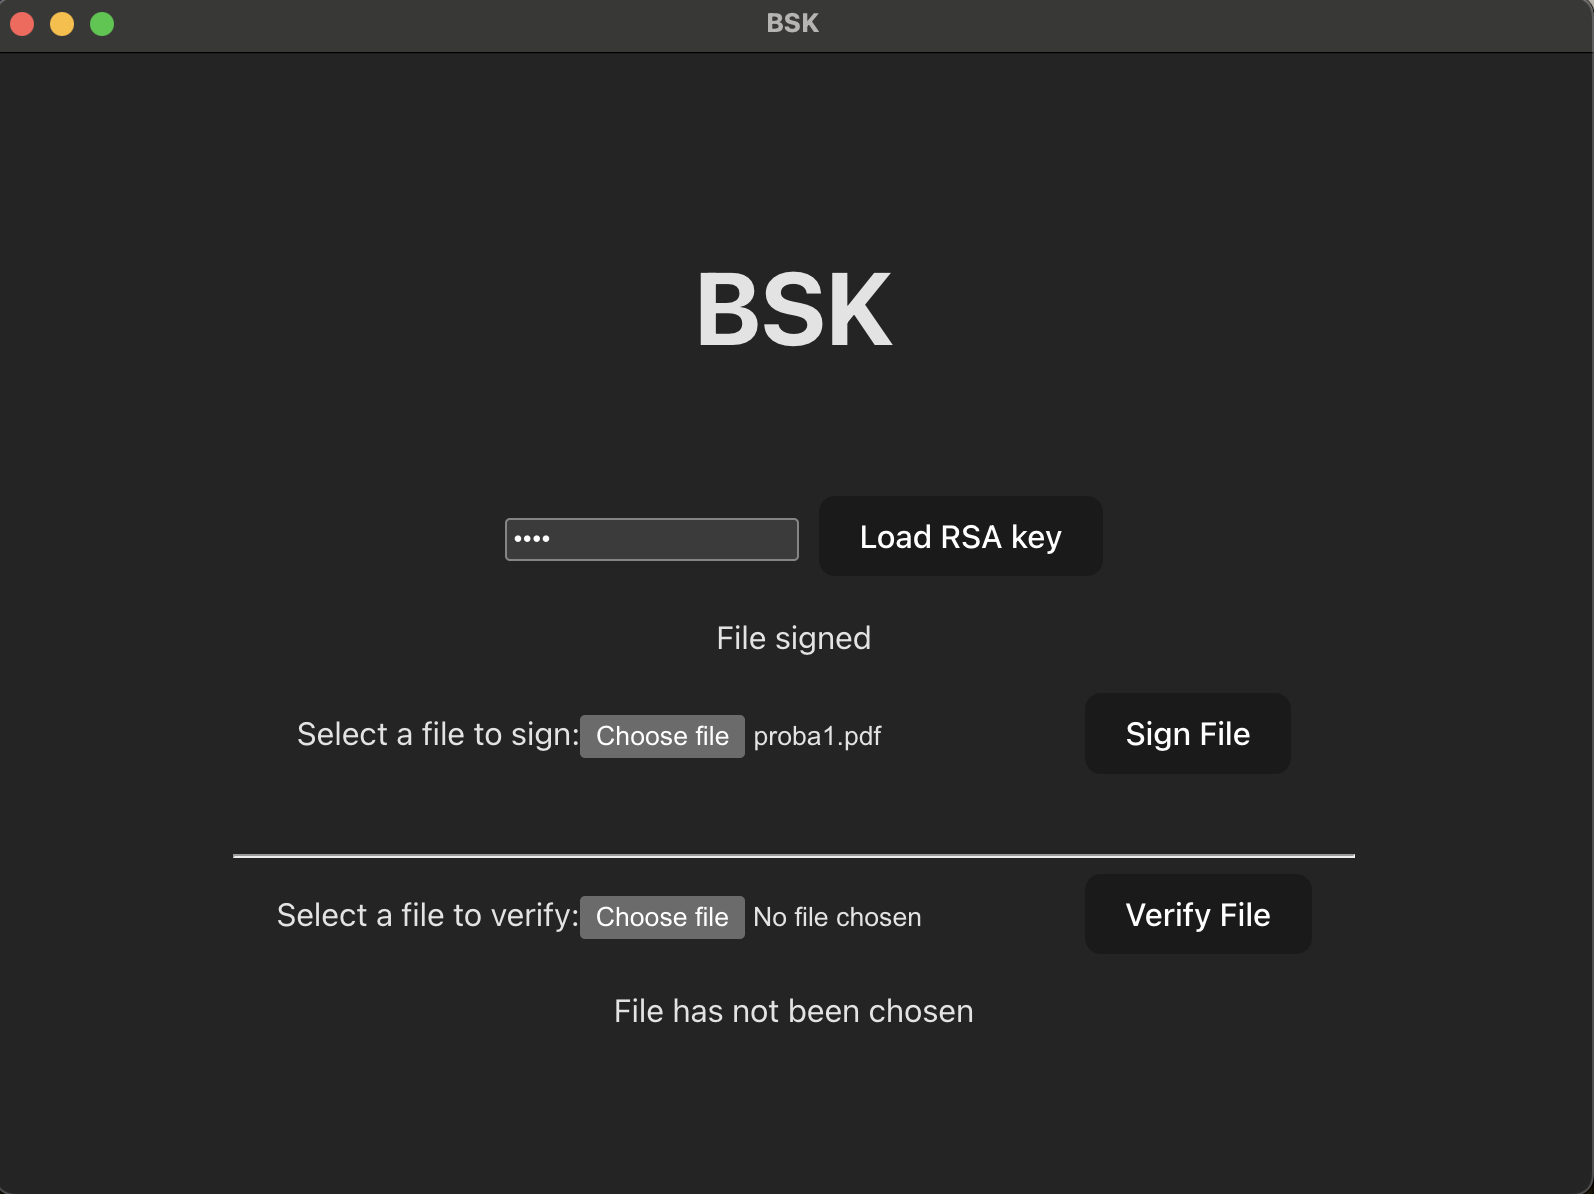 BSK
BSK
•••• Load RSA key
File signed
Select a file to sign: Choose file proba1.pdf Sign File
Select a file to verify: Choose file No file chosen Verify File
File has not been chosen